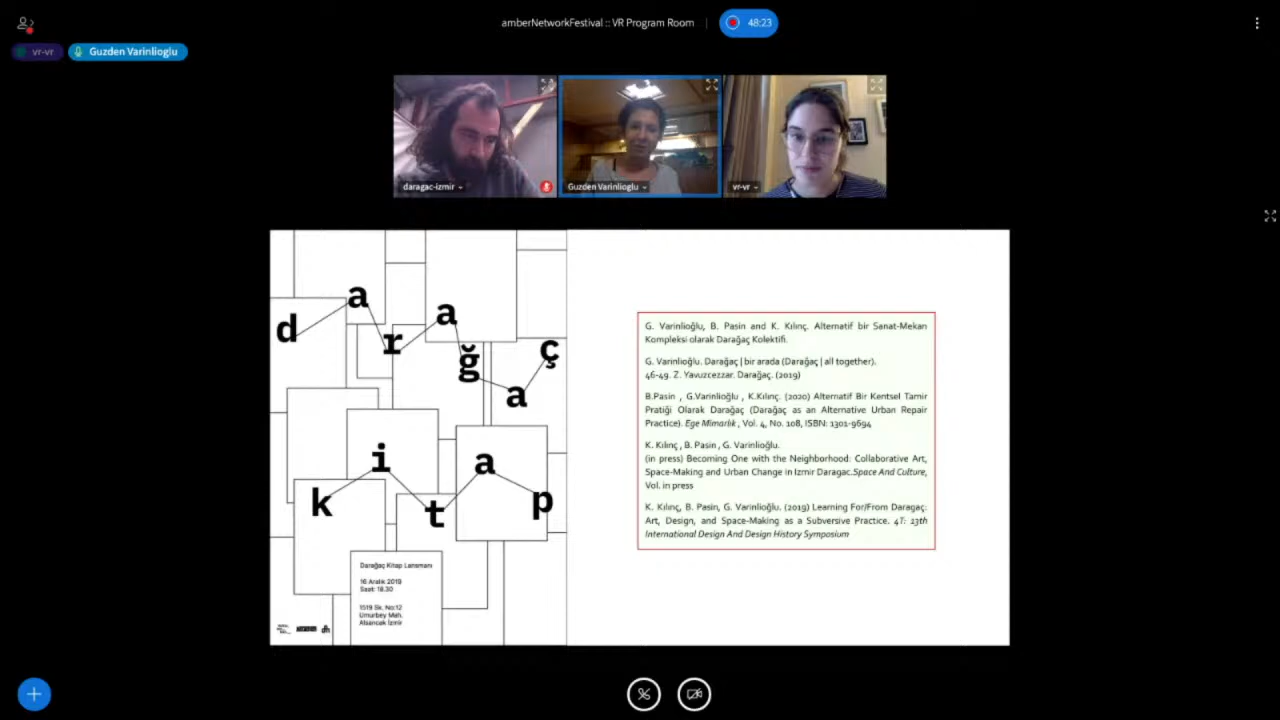 amberNetworkFestival :: VR Program Room
48:23
vr-vr
Guzden Varinlioglu
daragac-izmir
Guzden Varinlioglu
vr-vr
d a r a ğ a ç
k i t a p
Darağaç Kitap Lansmanı
16 Aralık 2019
Saat: 18.30
1519 Sk. No:12
Umurbey Mah.
Alsancak İzmir
G. Varinlioğlu, B. Pasin and K. Kılınç. Alternatif bir Sanat-Mekan
Kompleksi olarak Darağaç Kolektifi.
G. Varinlioğlu. Darağaç | bir arada (Darağaç | all together).
46-49. Z. Yavuzcezzar. Darağaç. (2019)
B.Pasin , G.Varinlioğlu , K.Kılınç. (2020) Alternatif Bir Kentsel Tamir
Pratiği Olarak Darağaç (Darağaç as an Alternative Urban Repair
Practice). Ege Mimarlık , Vol. 4, No. 108, ISBN: 1301-9694
K. Kılınç , B. Pasin , G. Varinlioğlu.
(in press) Becoming One with the Neighborhood: Collaborative Art,
Space-Making and Urban Change in Izmir Daragac.Space And Culture,
Vol. in press
K. Kılınç, B. Pasin, G. Varinlioğlu. (2019) Learning For/From Daragaç:
Art, Design, and Space-Making as a Subversive Practice. 4T: 13th
International Design And Design History Symposium